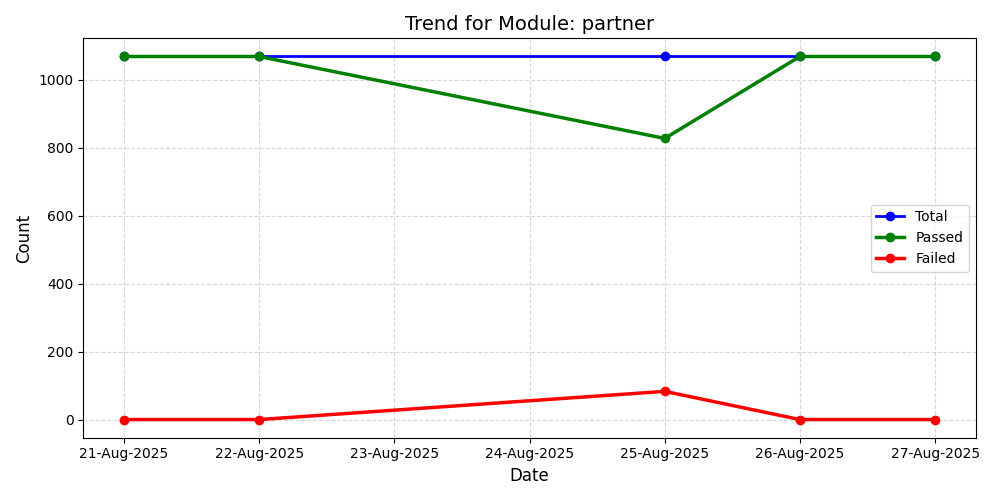 Trend for Module: partner
Count
1000
800
600
400
200
0
Total
Passed
Failed
21-Aug-2025 22-Aug-2025 23-Aug-2025 24-Aug-2025 25-Aug-2025 26-Aug-2025 27-Aug-2025
Date